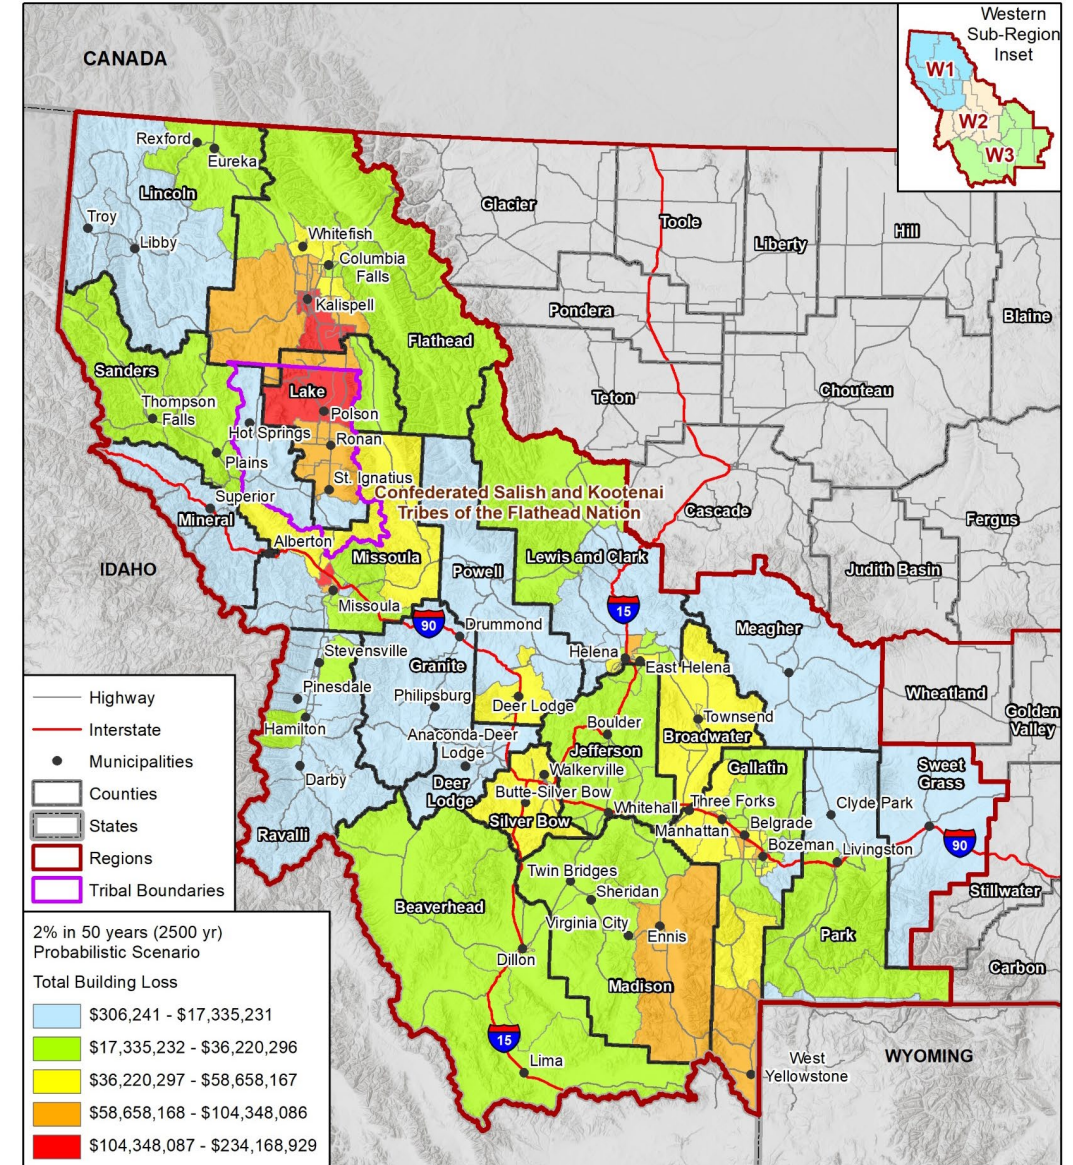 CANADA
Western
Sub-Region
Inset
W1
W2
W3
Rexford
Eureka
Lincoln
Troy
Libby
Whitefish
Columbia
Falls
Kalispell
Flathead
Glacier
Toole
Liberty
Hill
Pondera
Blaine
Teton
Chouteau
Sanders
Thompson
Falls
Lake
Polson
Hot Springs
Ronan
Plains
St. Ignatius
Superior
Mineral
Confederated Salish and Kootenai
Tribes of the Flathead Nation
Cascade
Fergus
Judith Basin
Alberton
Missoula
IDAHO
Powell
Lewis and Clark
Missoula
90
15
Drummond
Meagher
Stevensville
Granite
Helena
East Helena
Pinesdale
Philipsburg
Deer Lodge
Wheatland
Golden
Valley
Hamilton
Anaconda-Deer
Lodge
Boulder
Townsend
Broadwater
Jefferson
Darby
Deer
Lodge
Walkerville
Gallatin
Sweet
Grass
Butte-Silver Bow
Whitehall
Three Forks
Clyde Park
Silver Bow
Manhattan
Belgrade
Ravalli
Bozeman
Livingston
90
Twin Bridges
Stillwater
Sheridan
Beaverhead
Virginia City
Ennis
Park
Dillon
Carbon
Madison
15
Lima
West
Yellowstone
WYOMING
Highway
Interstate
Municipalities
Counties
States
Regions
Tribal Boundaries
2% in 50 years (2500 yr)
Probabilistic Scenario
Total Building Loss
$306,241 - $17,335,231
$17,335,232 - $36,220,296
$36,220,297 - $58,658,167
$58,658,168 - $104,348,086
$104,348,087 - $234,168,929